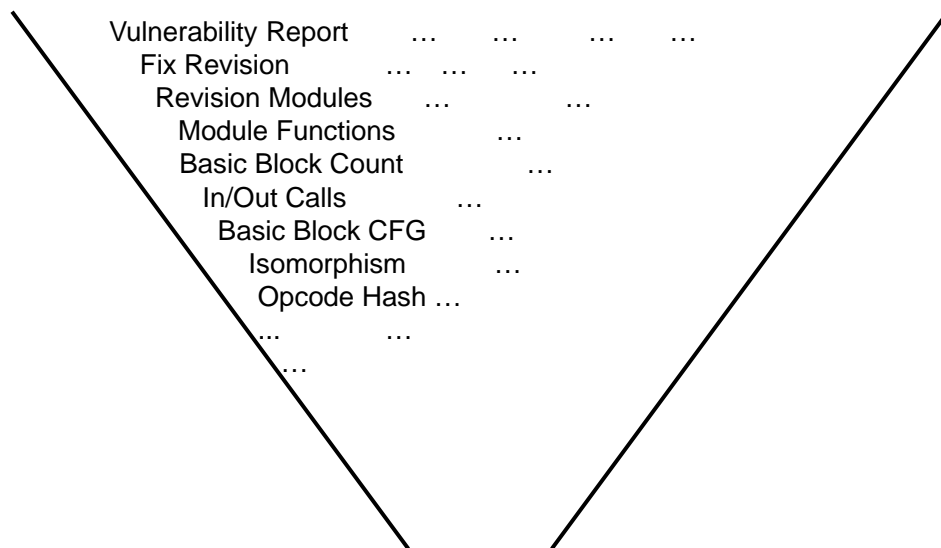 Vulnerability Report … … … …
Fix Revision … … …
Revision Modules … …
Module Functions …
Basic Block Count …
In/Out Calls …
Basic Block CFG …
Isomorphism …
Opcode Hash …
... …
…